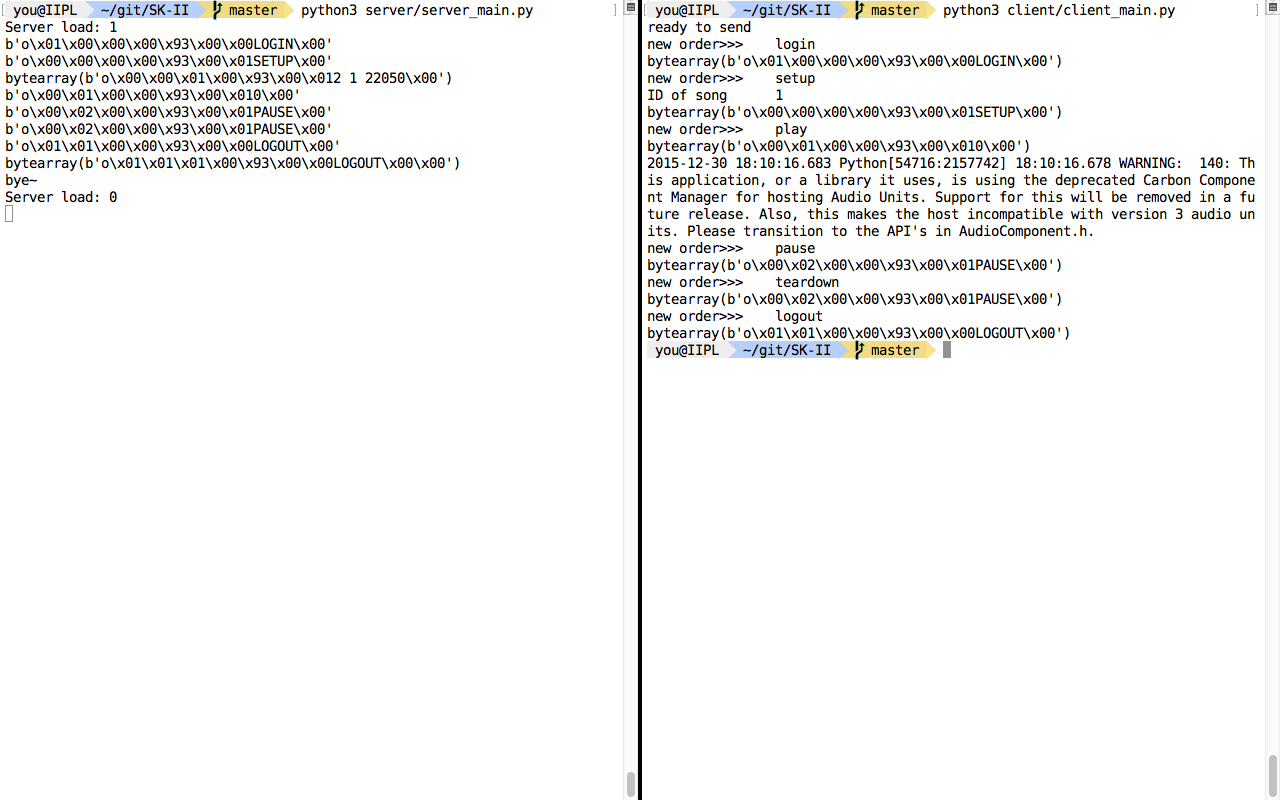 you@IIPL ~/git/SK-II master python3 server/server_main.py
Server load: 1
b'o\x01\x00\x00\x00\x93\x00\x00LOGIN\x00'
b'o\x00\x00\x00\x00\x93\x00\x01SETUP\x00'
bytearray(b'o\x00\x00\x01\x00\x93\x00\x012 1 22050\x00')
b'o\x00\x01\x00\x00\x93\x00\x010\x00'
b'o\x00\x02\x00\x00\x93\x00\x01PAUSE\x00'
b'o\x00\x02\x00\x00\x93\x00\x01PAUSE\x00'
b'o\x01\x01\x00\x00\x93\x00\x00LOGOUT\x00'
bytearray(b'o\x01\x01\x01\x00\x93\x00\x00LOGOUT\x00\x00')
bye~
Server load: 0
you@IIPL ~/git/SK-II master python3 client/client_main.py
ready to send
new order>>> login
bytearray(b'o\x01\x00\x00\x00\x93\x00\x00LOGIN\x00')
new order>>> setup
ID of song 1
bytearray(b'o\x00\x00\x00\x00\x93\x00\x01SETUP\x00')
new order>>> play
bytearray(b'o\x00\x01\x00\x00\x93\x00\x010\x00')
2015-12-30 18:10:16.683 Python[54716:2157742] 18:10:16.678 WARNING:  140: Th
is application, or a library it uses, is using the deprecated Carbon Compone
nt Manager for hosting Audio Units. Support for this will be removed in a fu
ture release. Also, this makes the host incompatible with version 3 audio un
its. Please transition to the API's in AudioComponent.h.
new order>>> pause
bytearray(b'o\x00\x02\x00\x00\x93\x00\x01PAUSE\x00')
new order>>> teardown
bytearray(b'o\x00\x02\x00\x00\x93\x00\x01PAUSE\x00')
new order>>> logout
bytearray(b'o\x01\x01\x00\x00\x93\x00\x00LOGOUT\x00')
you@IIPL ~/git/SK-II master